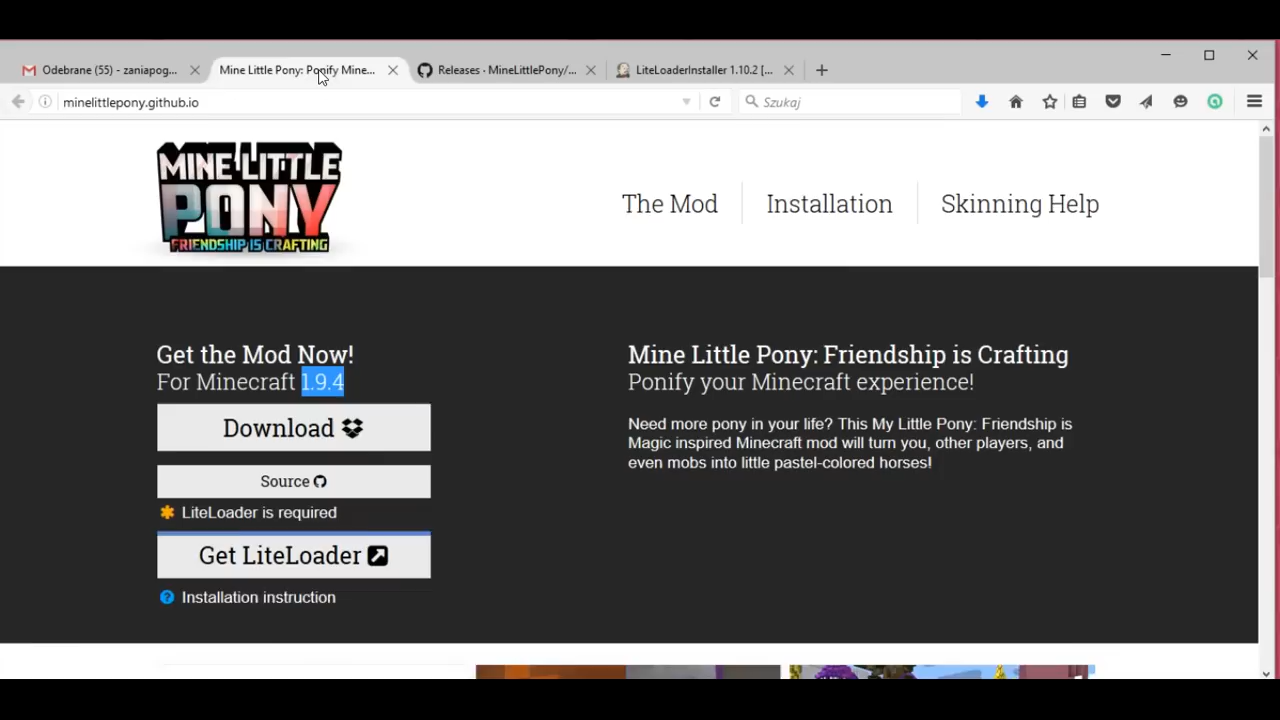 Odebrane (55) - zaniapog...
Mine Little Pony: Ponify Mine...
Releases · MineLittlePony/...
LiteLoaderInstaller 1.10.2 [...
minelittlepony.github.io
Szukaj
MINE LITTLE
PONY
FRIENDSHIP IS CRAFTING
The Mod
Installation
Skinning Help
Get the Mod Now!
For Minecraft 1.9.4
Download
Source
LiteLoader is required
Get LiteLoader
Installation instruction
Mine Little Pony: Friendship is Crafting
Ponify your Minecraft experience!
Need more pony in your life? This My Little Pony: Friendship is
Magic inspired Minecraft mod will turn you, other players, and
even mobs into little pastel-colored horses!